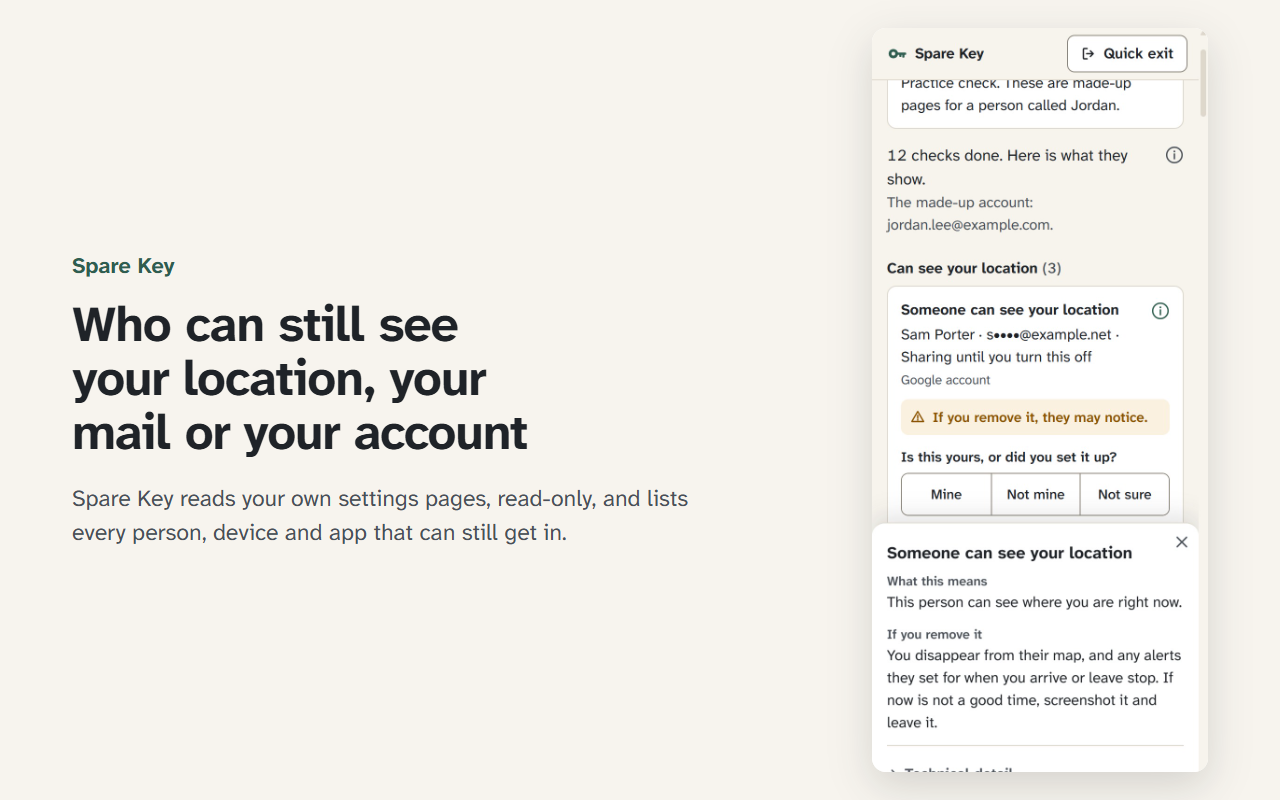 Spare Key
Who can still see
your location, your
mail or your account
Spare Key reads your own settings pages, read-only, and lists
every person, device and app that can still get in.
Spare Key
Quick exit
Practice check. These are made-up
pages for a person called Jordan.
12 checks done. Here is what they
show.
The made-up account:
jordan.lee@example.com.
Can see your location (3)
Someone can see your location
Sam Porter · s••••@example.net ·
Sharing until you turn this off
Google account
If you remove it, they may notice.
Is this yours, or did you set it up?
Mine
Not mine
Not sure
Someone can see your location
What this means
This person can see where you are right now.
If you remove it
You disappear from their map, and any alerts
they set for when you arrive or leave stop. If
now is not a good time, screenshot it and
leave it.
Technical detail